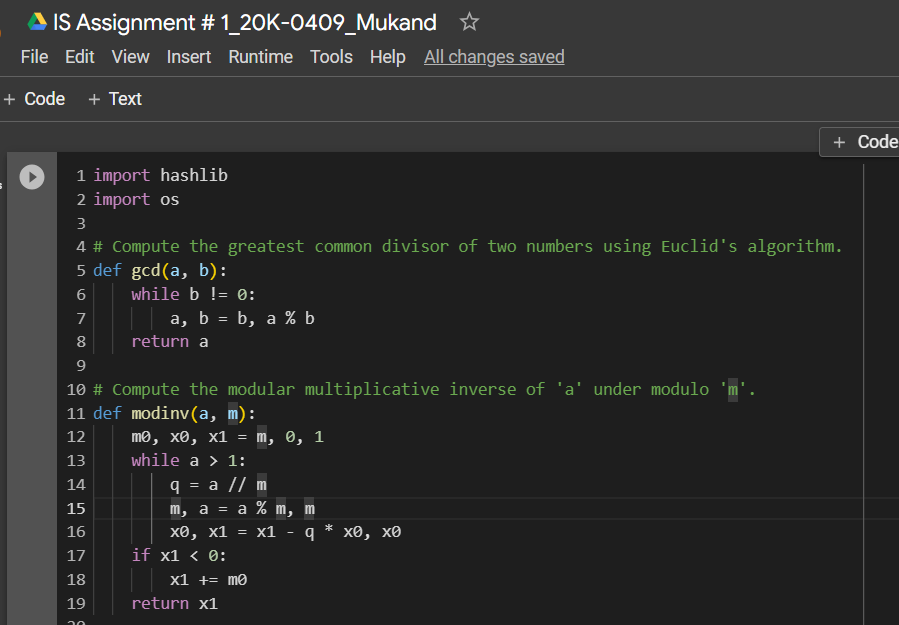 IS Assignment # 1_20K-0409_Mukand
File Edit View Insert Runtime Tools Help All changes saved
+ Code + Text
+ Code
1 import hashlib
2 import os
3
4 # Compute the greatest common divisor of two numbers using Euclid's algorithm.
5 def gcd(a, b):
6     while b != 0:
7         a, b = b, a % b
8     return a
9
10 # Compute the modular multiplicative inverse of 'a' under modulo 'm'.
11 def modinv(a, m):
12     m0, x0, x1 = m, 0, 1
13     while a > 1:
14         q = a // m
15         m, a = a % m, m
16         x0, x1 = x1 - q * x0, x0
17     if x1 < 0:
18         x1 += m0
19     return x1